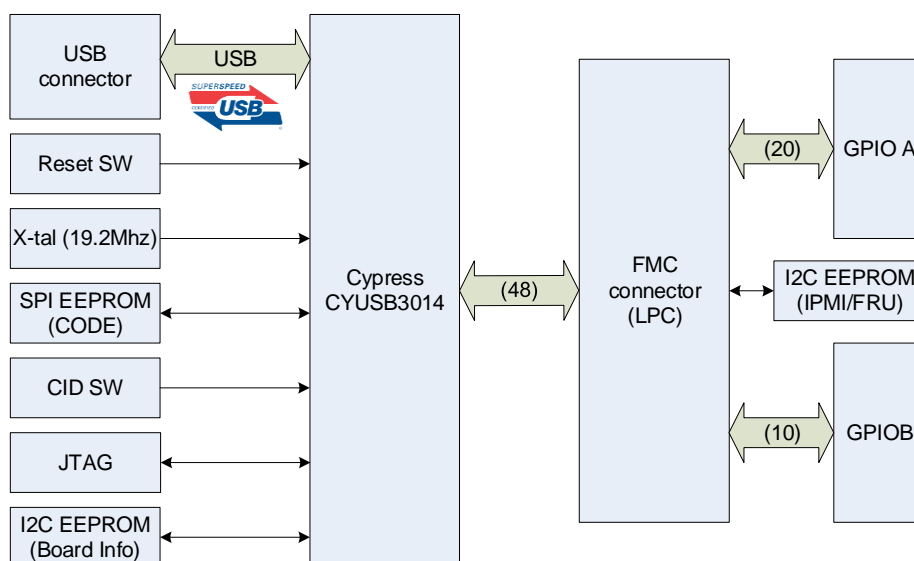 USB
connector
USB
SUPERSPEED
CERTIFIED
USB
Reset SW
X-tal (19.2Mhz)
SPI EEPROM
(CODE)
CID SW
JTAG
I2C EEPROM
(Board Info)
Cypress
CYUSB3014
(48)
FMC
connector
(LPC)
(20)
GPIO A
I2C EEPROM
(IPMI/FRU)
(10)
GPIOB